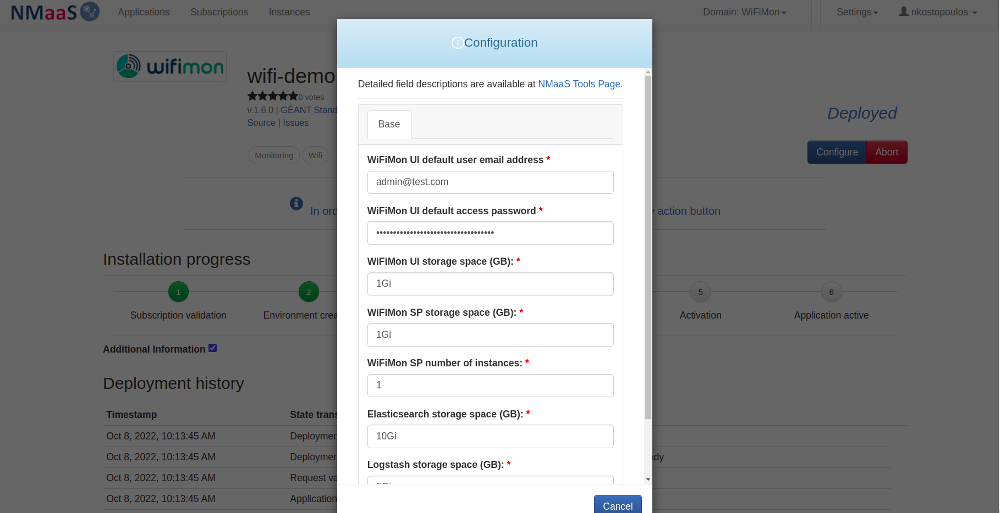 NMaaS Applications Subscriptions Instances Domain: WiFiMon Settings nkostopoulos
Configuration
wifimon
wifi-demo
0 votes
v.1.6.0 | GÉANT Stand
Source | Issues
Monitoring Wifi
Deployed
Configure Abort
In ord
action button
Installation progress
1 2 5 6
Subscription validation Environment crea Activation Application active
Additional Information
Deployment history
Timestamp State trans
Oct 8, 2022, 10:13:45 AM Deploymen
Oct 8, 2022, 10:13:45 AM Deploymen ady
Oct 8, 2022, 10:13:45 AM Request va
Oct 8, 2022, 10:13:45 AM Application
Detailed field descriptions are available at NMaaS Tools Page.
Base
WiFiMon UI default user email address *
admin@test.com
WiFiMon UI default access password *
•••••••••••••••••••••••••••••••••••
WiFiMon UI storage space (GB): *
1Gi
WiFiMon SP storage space (GB): *
1Gi
WiFiMon SP number of instances: *
1
Elasticsearch storage space (GB): *
10Gi
Logstash storage space (GB): *
Cancel